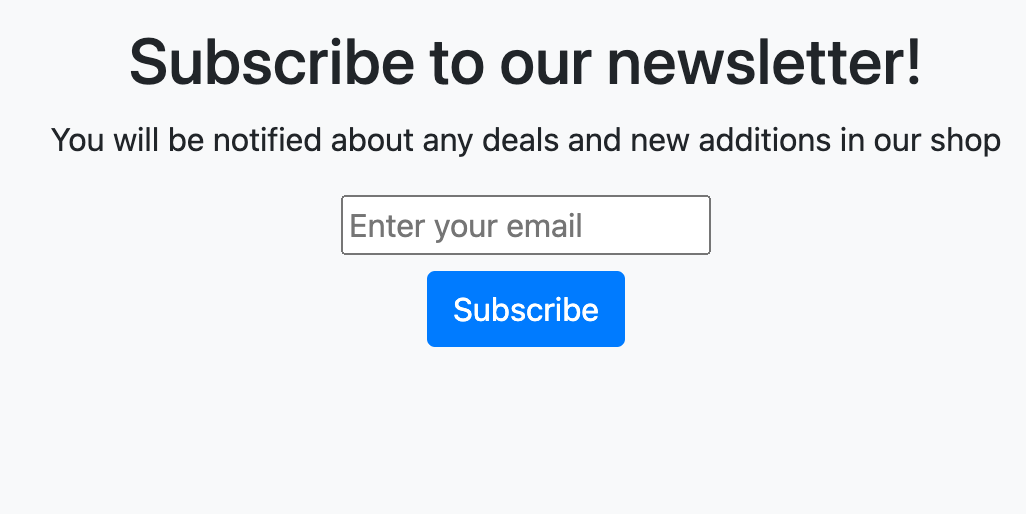 Subscribe to our newsletter!
You will be notified about any deals and new additions in our shop
Enter your email
Subscribe